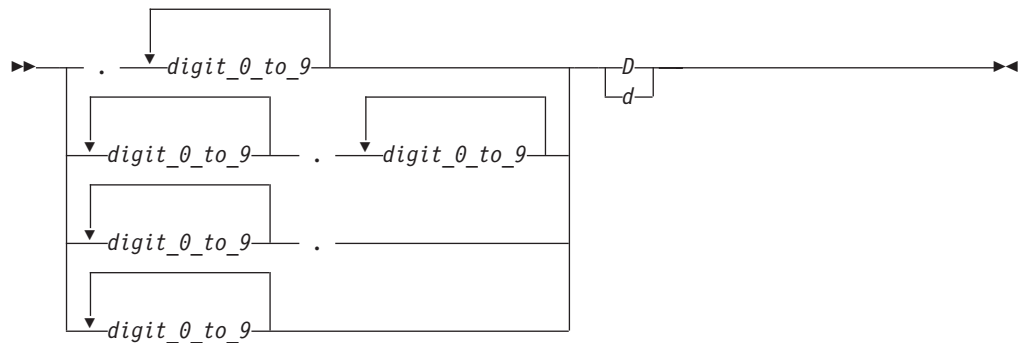 . digit_0_to_9 D
d
digit_0_to_9 . digit_0_to_9
digit_0_to_9 .
digit_0_to_9